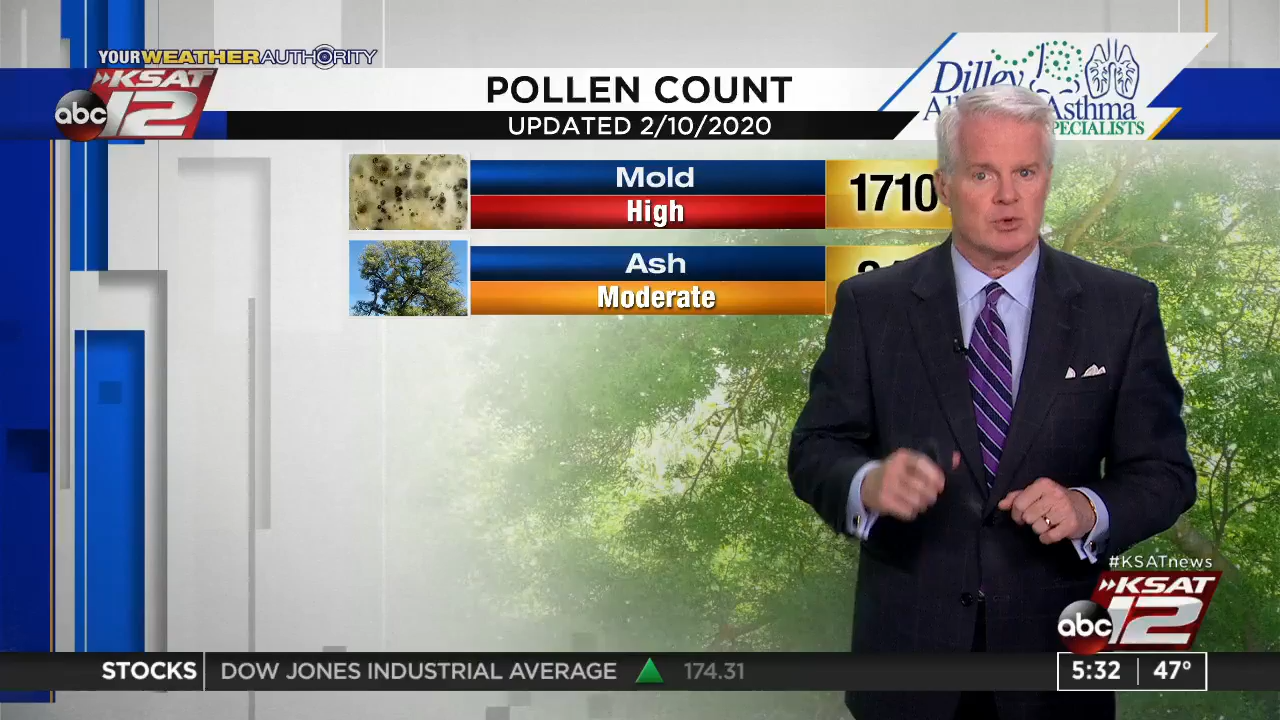 YOUR WEATHER AUTHORITY
KSAT
abc 12
POLLEN COUNT
UPDATED 2/10/2020
Dilley
Asthma
SPECIALISTS
Mold
High
1710
Ash
Moderate
#KSATnews
KSAT
abc 12
STOCKS
DOW JONES INDUSTRIAL AVERAGE
174.31
5:32
47°